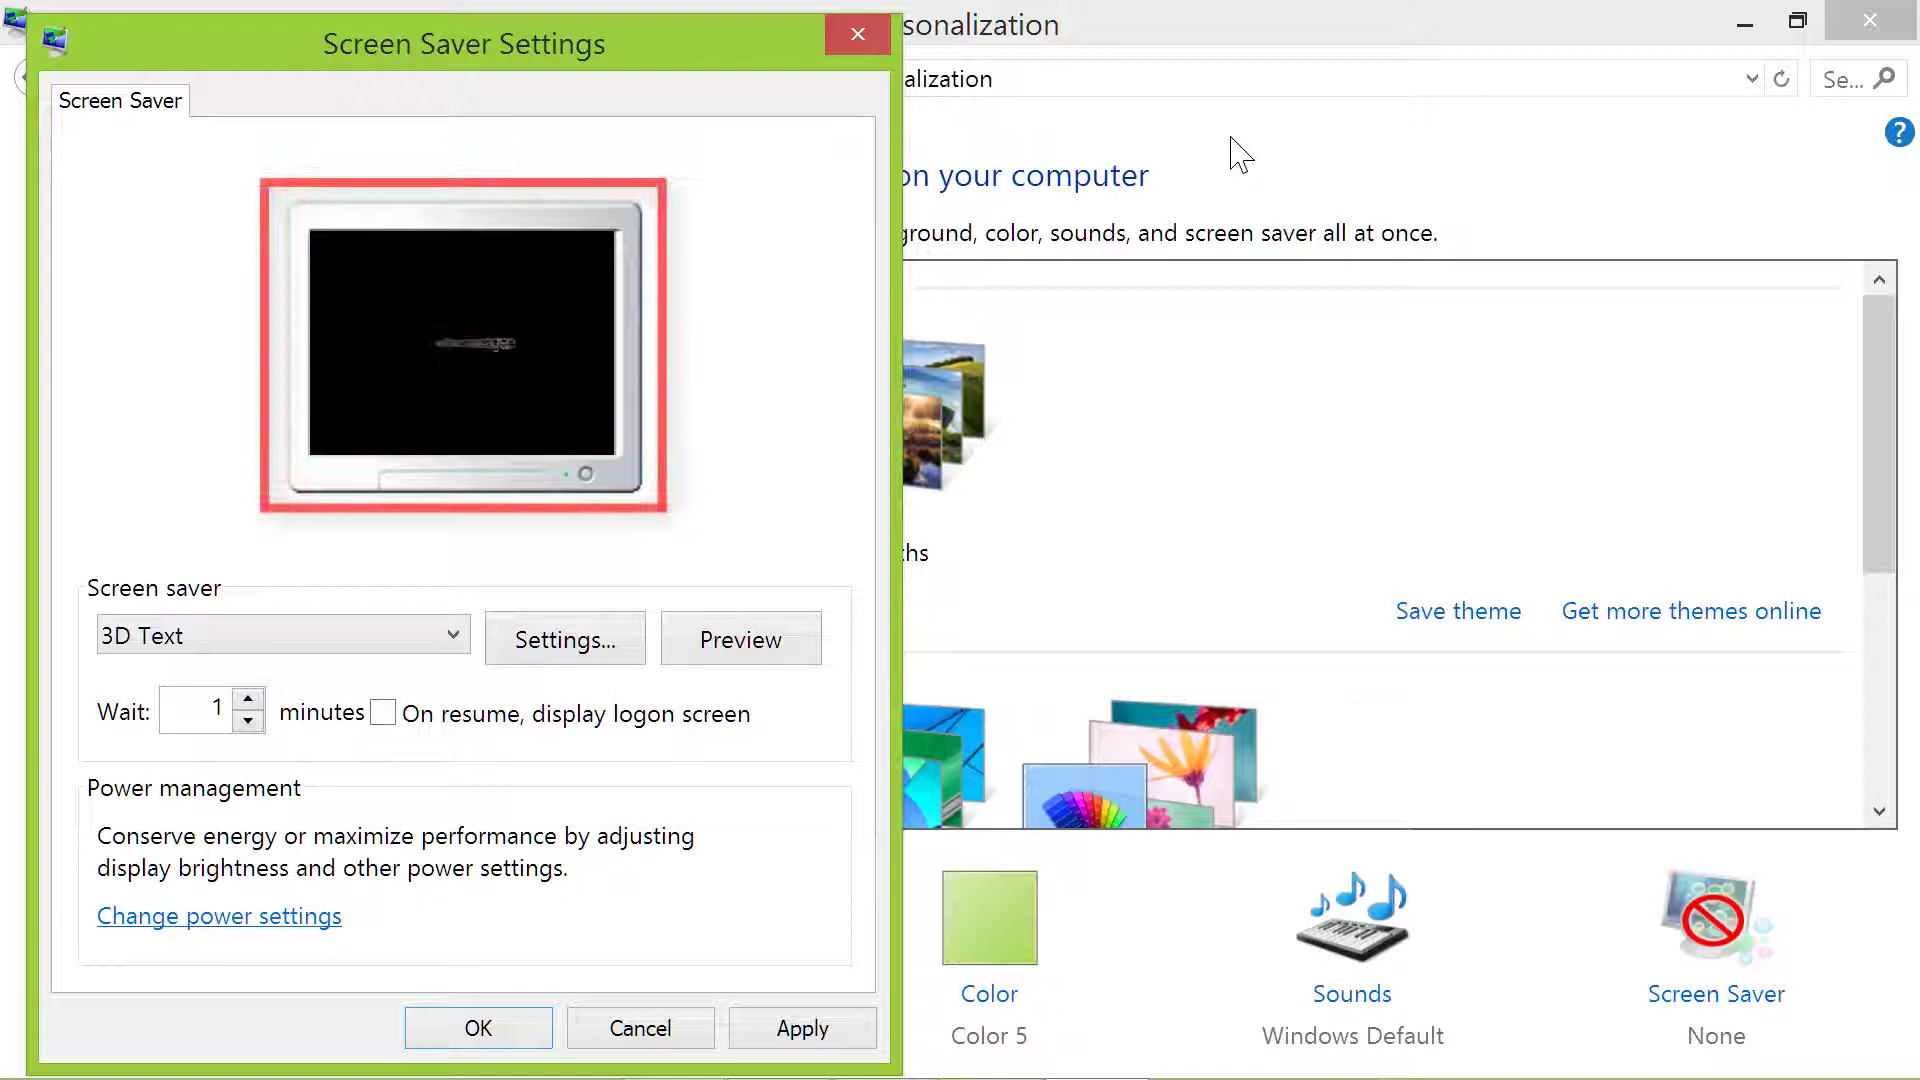 Screen Saver Settings
sonalization
alization
Se...
Screen Saver
on your computer
ground, color, sounds, and screen saver all at once.
ths
Save theme
Get more themes online
Screen saver
3D Text
Settings...
Preview
Wait: 1 minutes
On resume, display logon screen
Power management
Conserve energy or maximize performance by adjusting
display brightness and other power settings.
Change power settings
OK
Cancel
Apply
Color
Color 5
Sounds
Windows Default
Screen Saver
None